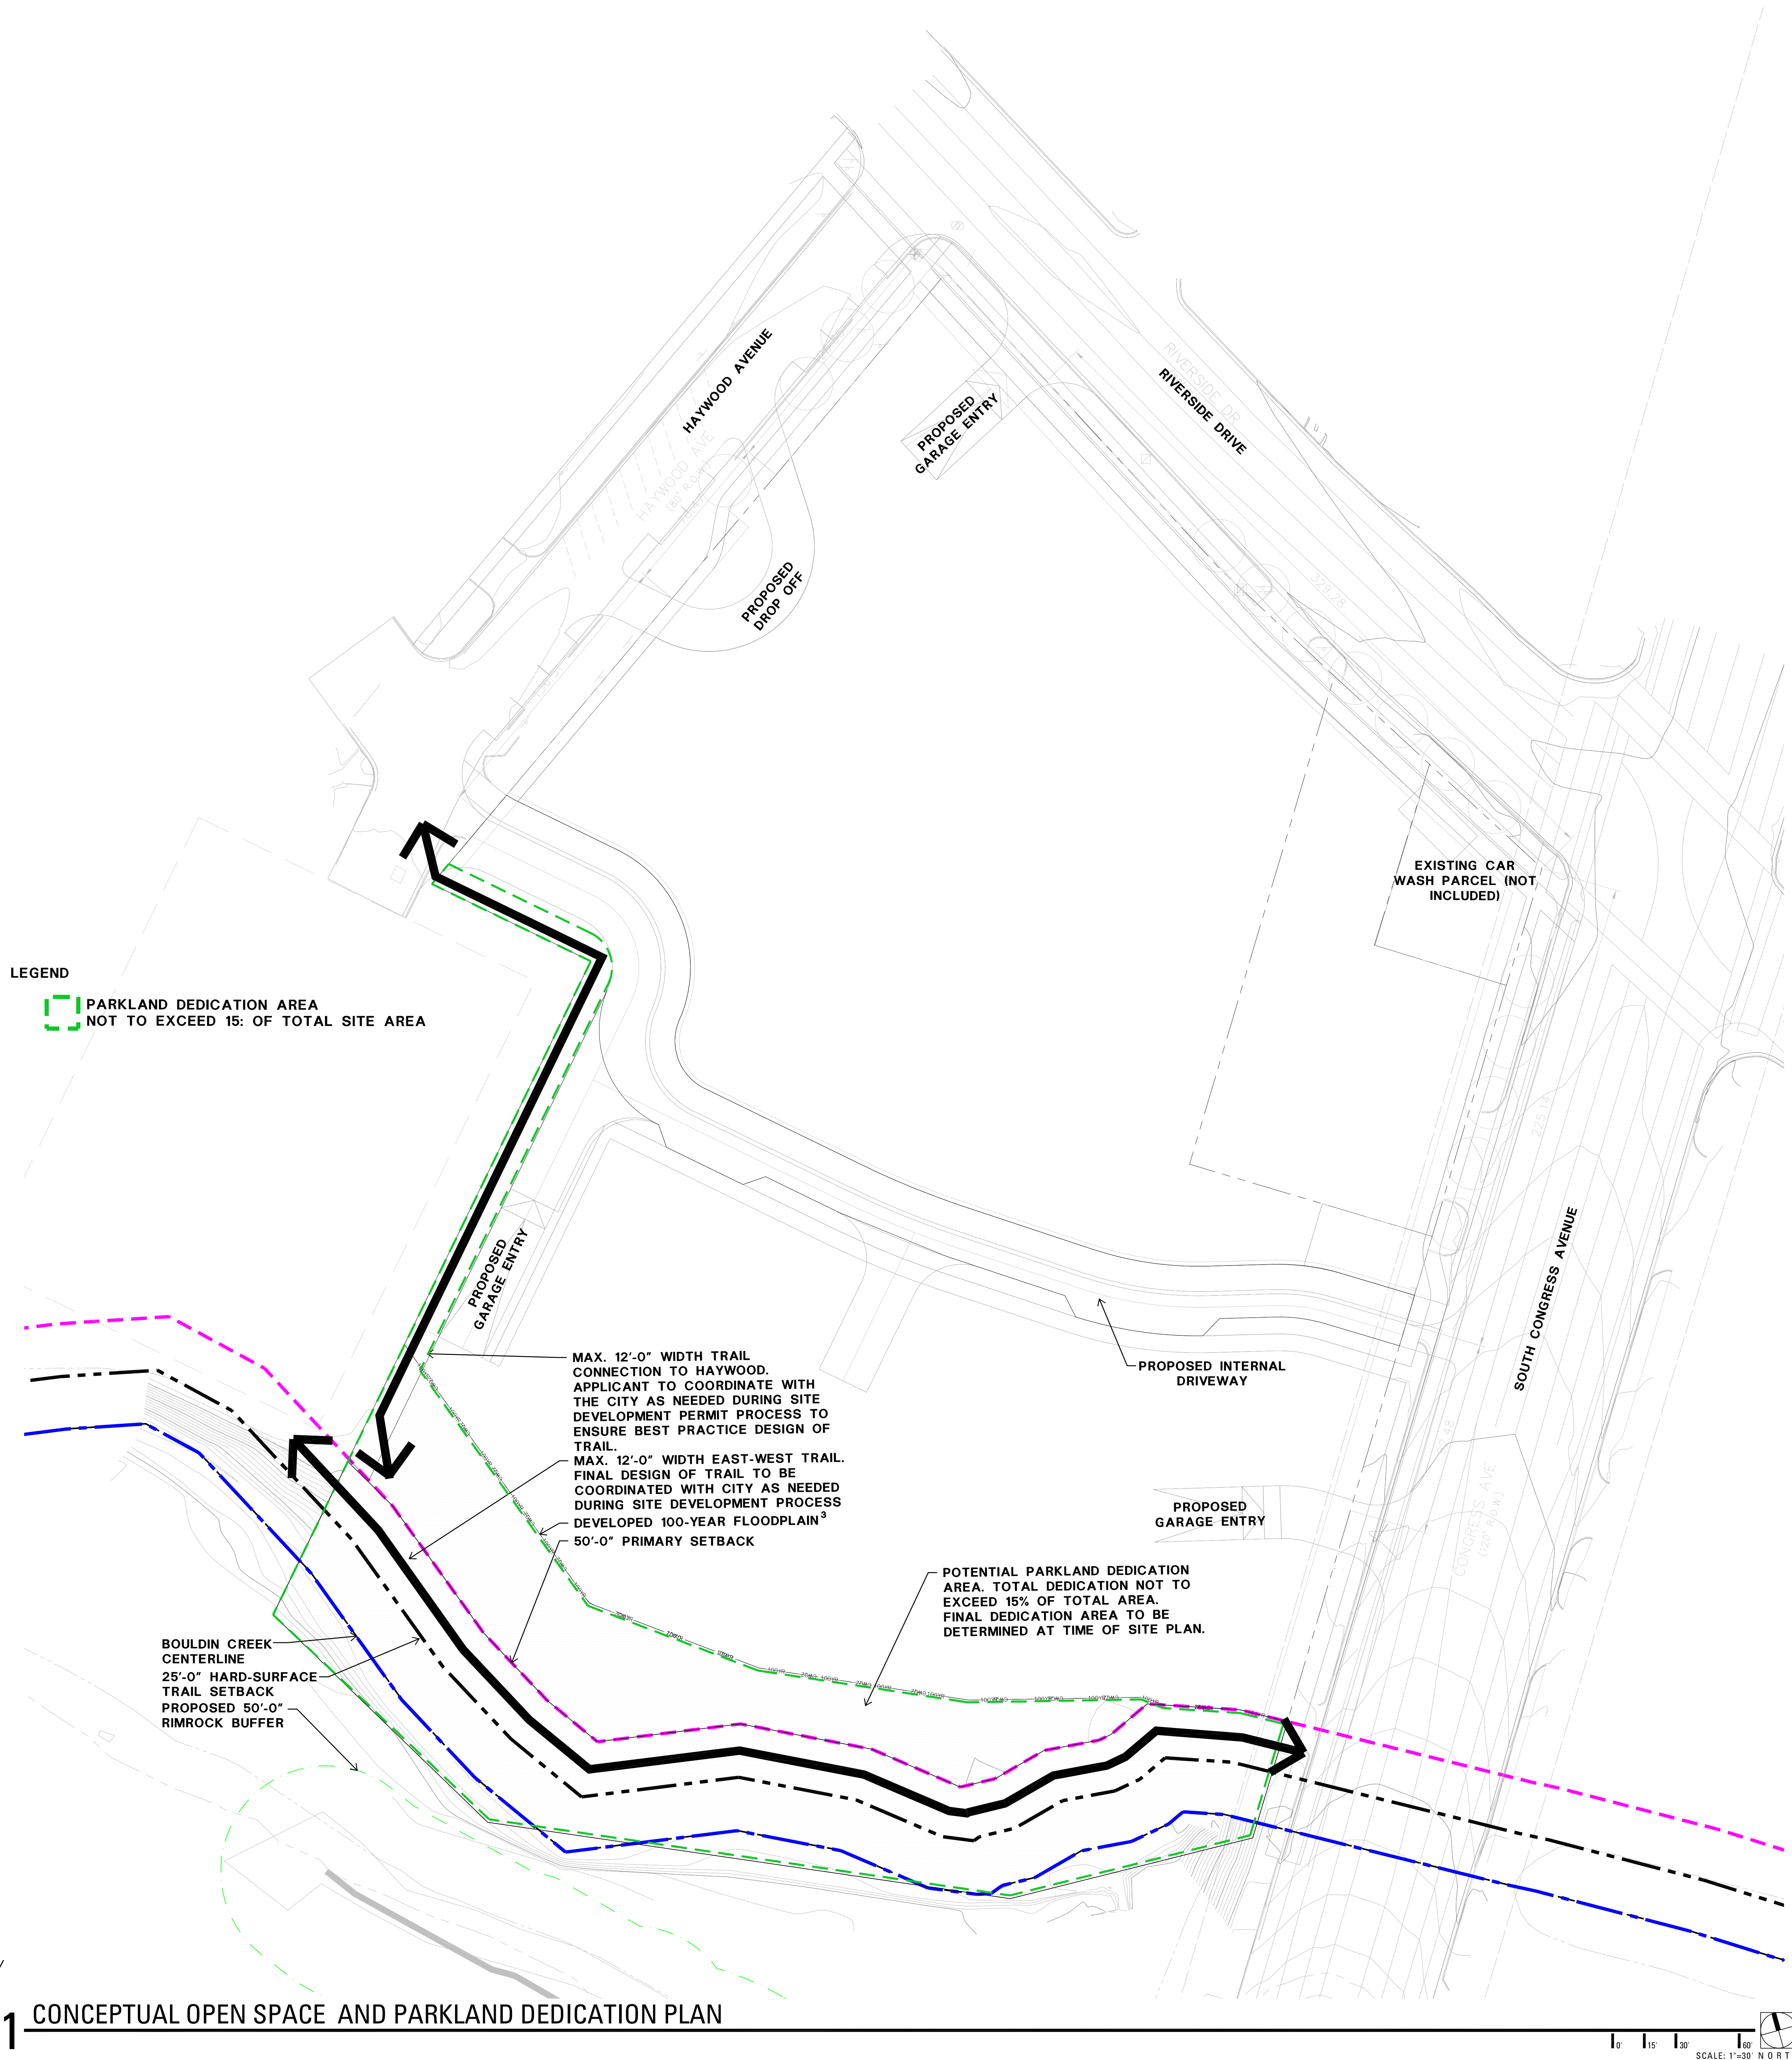 HAYWOOD AVENUE
HAYWOOD AVE
(80' R.O.W.)
RIVERSIDE DR
RIVERSIDE DRIVE
PROPOSED
GARAGE ENTRY
PROPOSED
DROP OFF
329.28
EXISTING CAR
WASH PARCEL (NOT
INCLUDED)
LEGEND
PARKLAND DEDICATION AREA
NOT TO EXCEED 15: OF TOTAL SITE AREA
225.14
SOUTH CONGRESS AVENUE
PROPOSED
GARAGE ENTRY
MAX. 12'-0" WIDTH TRAIL
CONNECTION TO HAYWOOD.
APPLICANT TO COORDINATE WITH
THE CITY AS NEEDED DURING SITE
DEVELOPMENT PERMIT PROCESS TO
ENSURE BEST PRACTICE DESIGN OF
TRAIL.
MAX. 12'-0" WIDTH EAST-WEST TRAIL.
FINAL DESIGN OF TRAIL TO BE
COORDINATED WITH CITY AS NEEDED
DURING SITE DEVELOPMENT PROCESS
DEVELOPED 100-YEAR FLOODPLAIN3
50'-0" PRIMARY SETBACK
PROPOSED INTERNAL
DRIVEWAY
PROPOSED
GARAGE ENTRY
CONGRESS AVE
(120' R.O.W.)
POTENTIAL PARKLAND DEDICATION
AREA. TOTAL DEDICATION NOT TO
EXCEED 15% OF TOTAL AREA.
FINAL DEDICATION AREA TO BE
DETERMINED AT TIME OF SITE PLAN.
BOULDIN CREEK
CENTERLINE
25'-0" HARD-SURFACE
TRAIL SETBACK
PROPOSED 50'-0"
RIMROCK BUFFER
1 CONCEPTUAL OPEN SPACE AND PARKLAND DEDICATION PLAN
0' 15' 30' 60'
SCALE: 1"=30' NORT